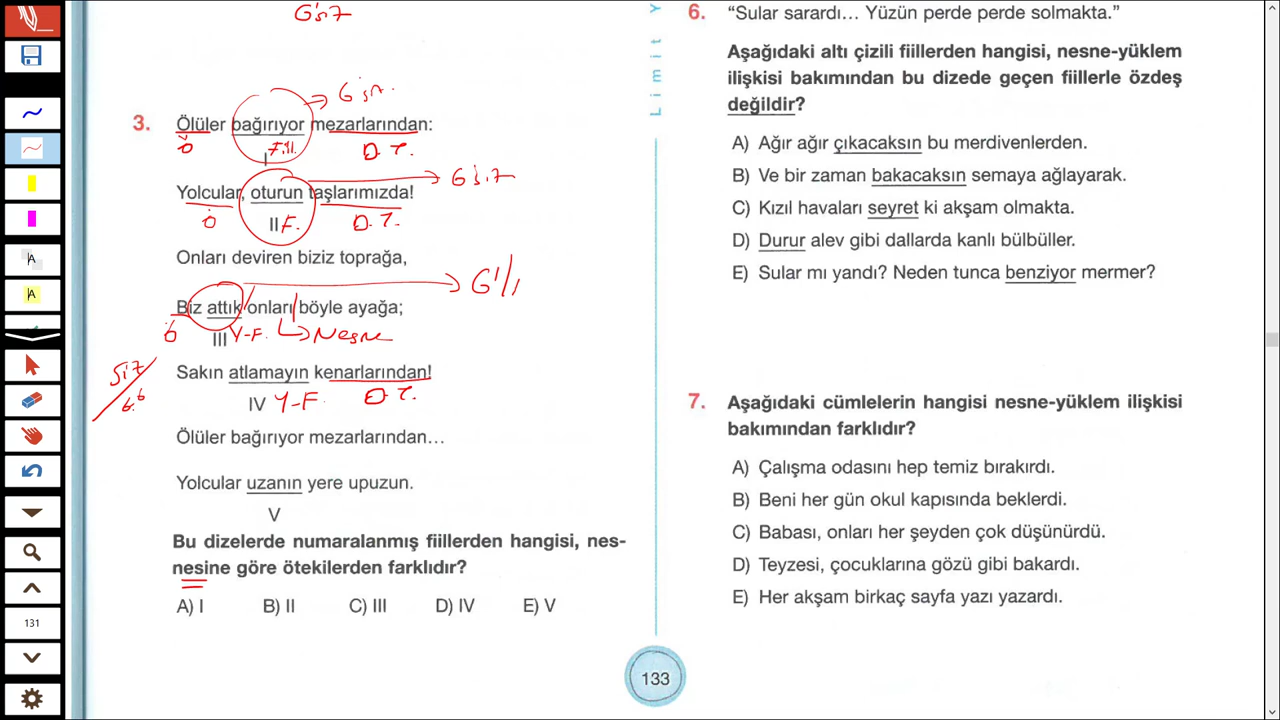 G'siz
3.
Ölüler bağırıyor mezarlarından:
I
Yolcular, oturun taşlarımızda!
II
Onları deviren biziz toprağa,
Biz attık onları böyle ayağa;
III
Nesne
Sakın atlamayın kenarlarından!
IV
Ölüler bağırıyor mezarlarından…
Yolcular uzanın yere upuzun.
V
Bu dizelerde numaralanmış fiillerden hangisi, nes-
nesine göre ötekilerden farklıdır?
A) I B) II C) III D) IV E) V
Limit Y
6. “Sular sarardı… Yüzün perde perde solmakta.”
Aşağıdaki altı çizili fiillerden hangisi, nesne-yüklem
ilişkisi bakımından bu dizede geçen fiillerle özdeş
değildir?
A) Ağır ağır çıkacaksın bu merdivenlerden.
B) Ve bir zaman bakacaksın semaya ağlayarak.
C) Kızıl havaları seyret ki akşam olmakta.
D) Durur alev gibi dallarda kanlı bülbüller.
E) Sular mı yandı? Neden tunca benziyor mermer?
7. Aşağıdaki cümlelerin hangisi nesne-yüklem ilişkisi
bakımından farklıdır?
A) Çalışma odasını hep temiz bırakırdı.
B) Beni her gün okul kapısında beklerdi.
C) Babası, onları her şeyden çok düşünürdü.
D) Teyzesi, çocuklarına gözü gibi bakardı.
E) Her akşam birkaç sayfa yazı yazardı.
133
A
A
131